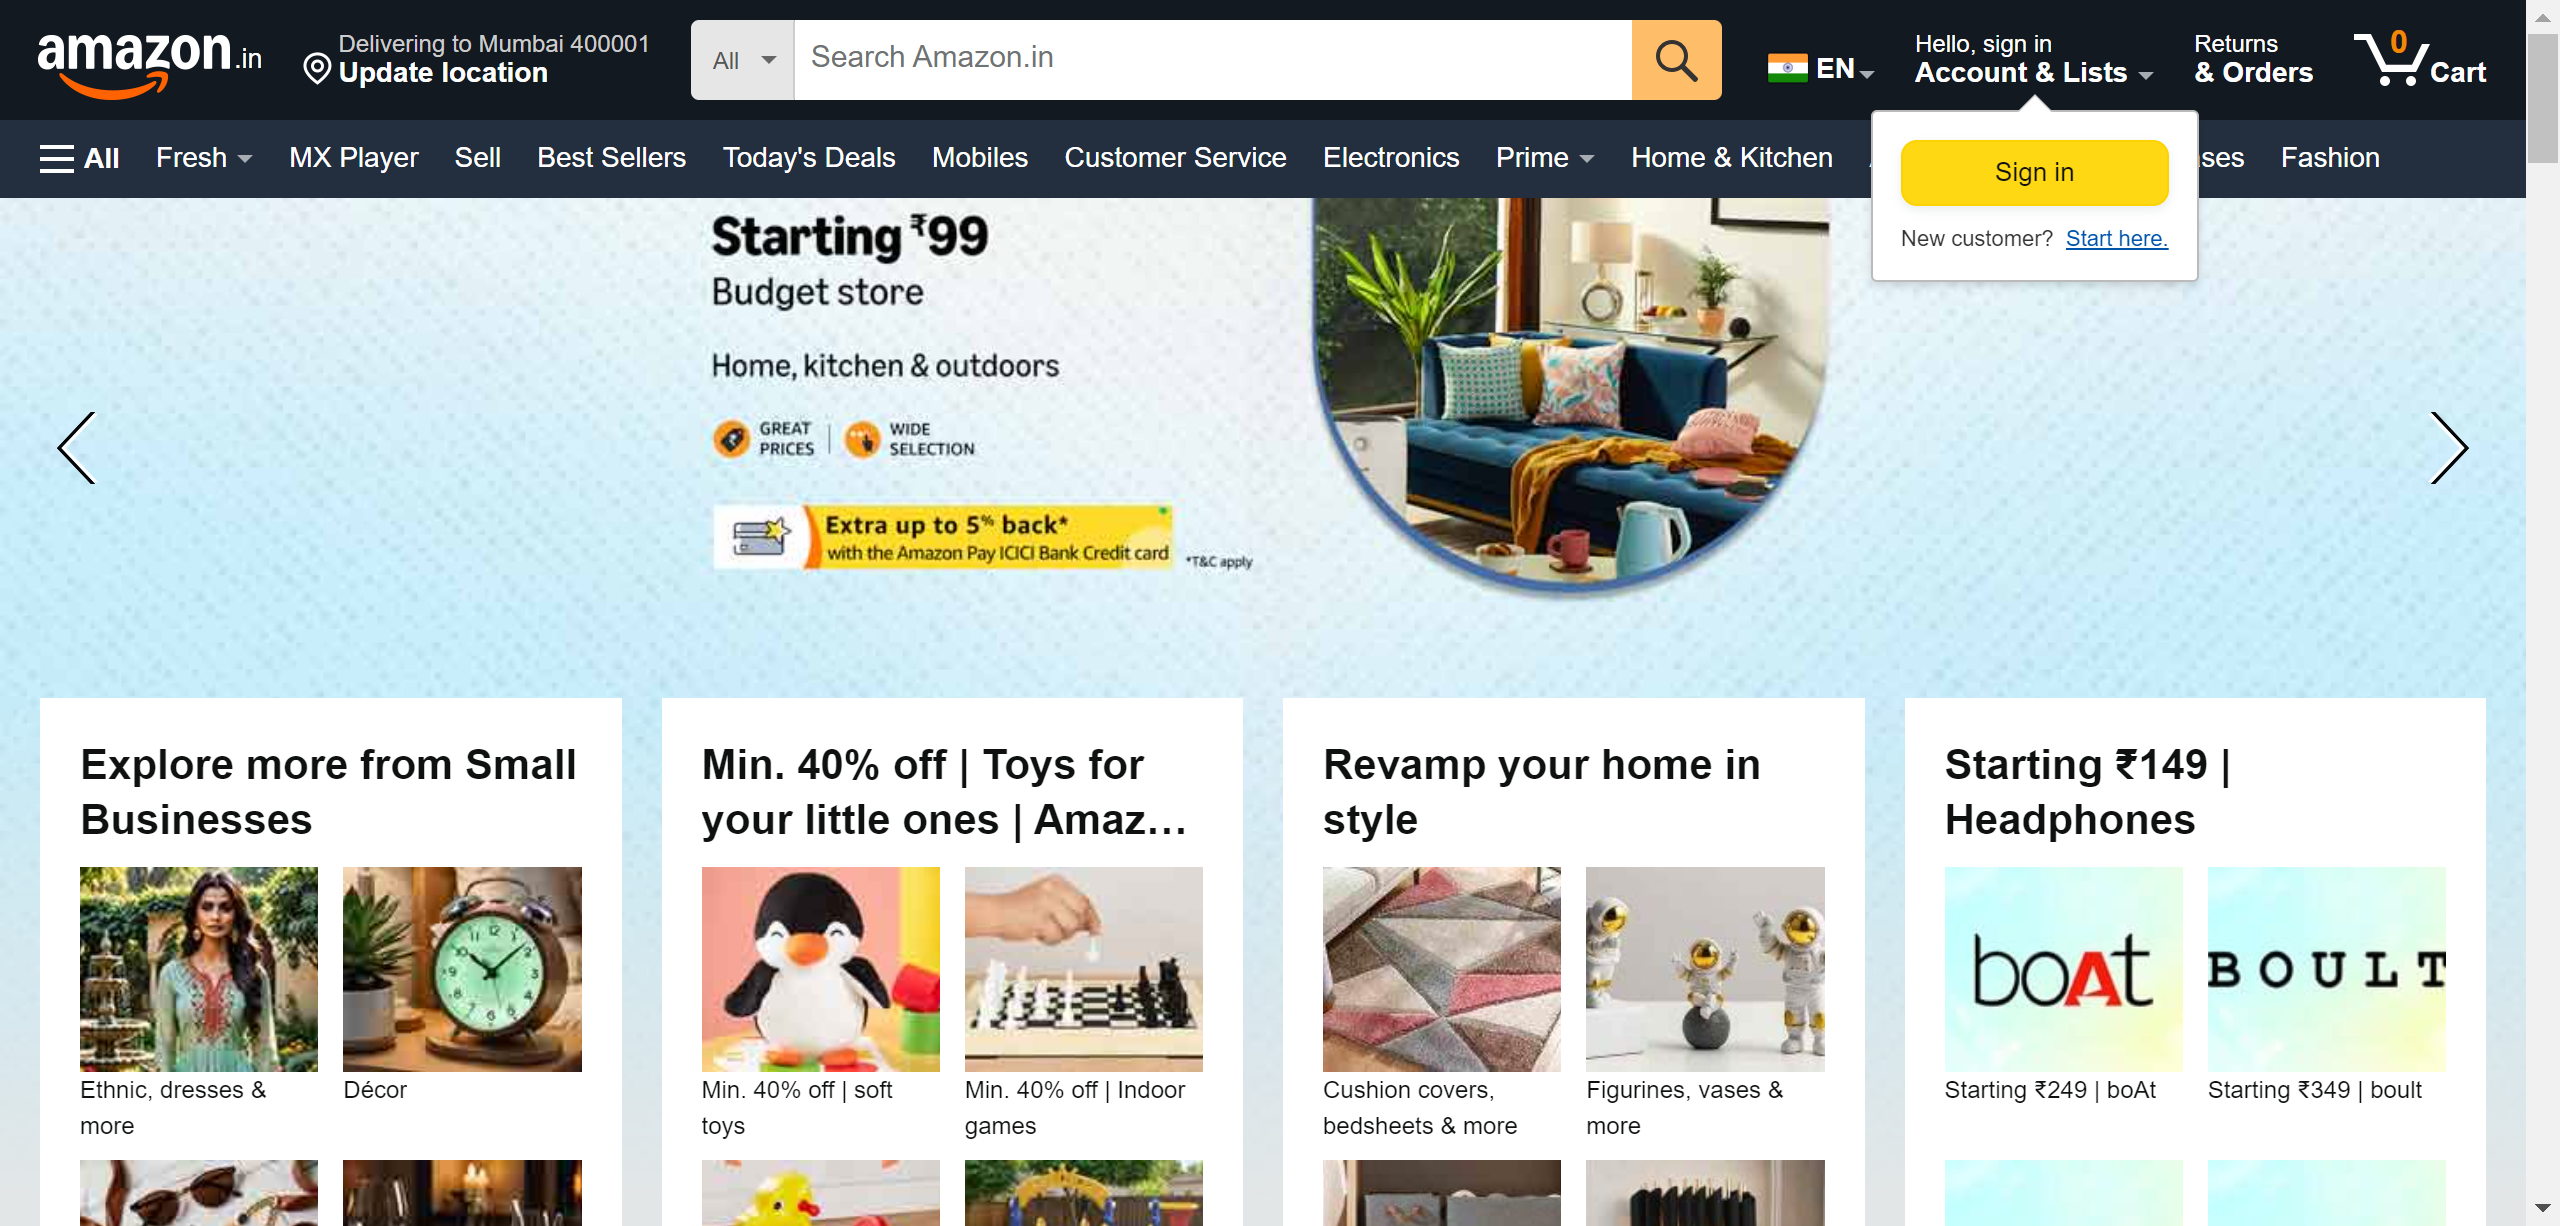 amazon.in
Delivering to Mumbai 400001
Update location
All
Search Amazon.in
EN
Hello, sign in
Account & Lists
Returns
& Orders
0
Cart
All
Fresh
MX Player
Sell
Best Sellers
Today's Deals
Mobiles
Customer Service
Electronics
Prime
Home & Kitchen
Fashion
Sign in
New customer? Start here.
Starting ₹99
Budget store
Home, kitchen & outdoors
GREAT
PRICES
WIDE
SELECTION
Extra up to 5% back*
with the Amazon Pay ICICI Bank Credit card
*T&C apply
Explore more from Small
Businesses
Ethnic, dresses &
more
Décor
Min. 40% off | Toys for
your little ones | Amaz…
Min. 40% off | soft
toys
Min. 40% off | Indoor
games
Revamp your home in
style
Cushion covers,
bedsheets & more
Figurines, vases &
more
Starting ₹149 |
Headphones
boAt
BOULT
Starting ₹249 | boAt
Starting ₹349 | boult